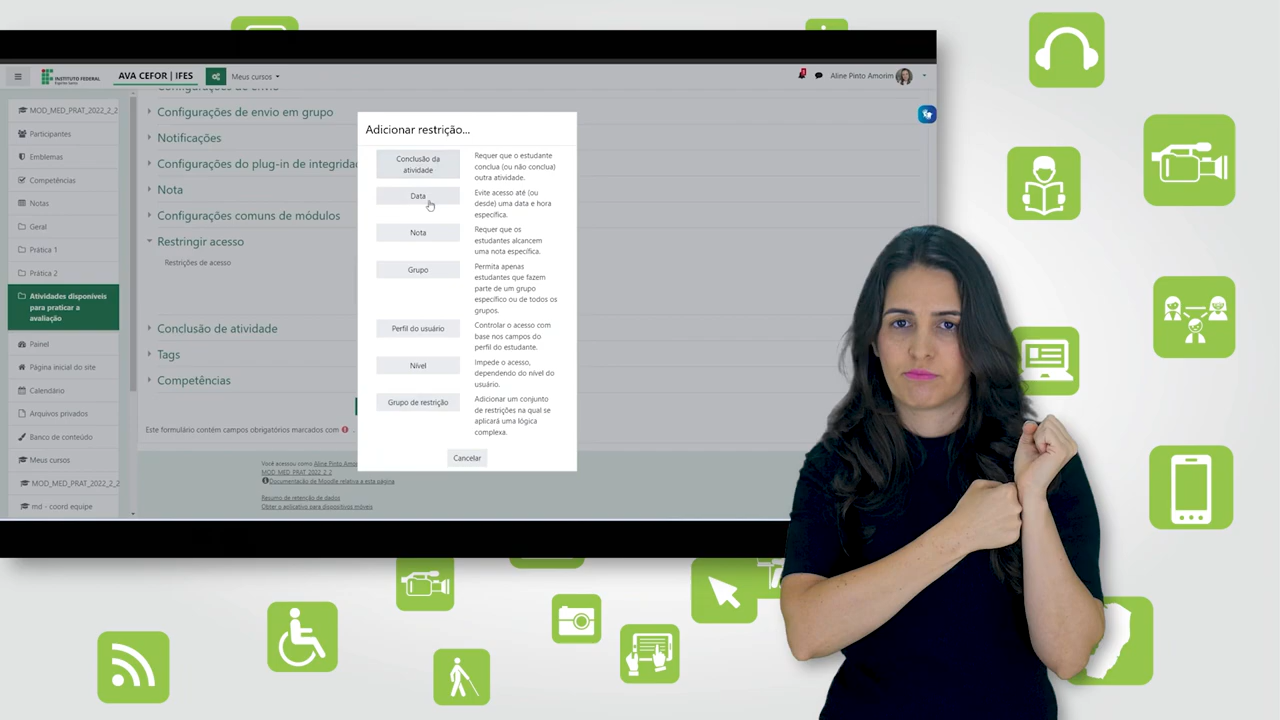 INSTITUTO FEDERAL
Espírito Santo
AVA CEFOR | IFES
Meus cursos
Aline Pinto Amorim
MOD_MED_PRAT_2022_2_2
Participantes
Emblemas
Competências
Notas
Geral
Prática 1
Prática 2
Atividades disponíveis
para praticar a
avaliação
Painel
Página inicial do site
Calendário
Arquivos privados
Banco de conteúdo
Meus cursos
MOD_MED_PRAT_2022_2_2
md - coord equipe
Configurações de envio em grupo
Notificações
Configurações do plug-in de integridad
Nota
Configurações comuns de módulos
Restringir acesso
Restrições de acesso
Conclusão de atividade
Tags
Competências
Este formulário contém campos obrigatórios marcados com
Você acessou como Aline Pinto Amor
MOD_MED_PRAT_2022_2_2
Documentação de Moodle relativa a esta página
Resumo de retenção de dados
Obter o aplicativo para dispositivos móveis
Adicionar restrição...
Conclusão da
atividade
Requer que o estudante
conclua (ou não conclua)
outra atividade.
Data
Evite acesso até (ou
desde) uma data e hora
específica.
Nota
Requer que os
estudantes alcancem
uma nota específica.
Grupo
Permita apenas
estudantes que fazem
parte de um grupo
específico ou de todos os
grupos.
Perfil do usuário
Controlar o acesso com
base nos campos do
perfil do estudante.
Nível
Impede o acesso,
dependendo do nível do
usuário.
Grupo de restrição
Adicionar um conjunto
de restrições na qual se
aplicará uma lógica
complexa.
Cancelar